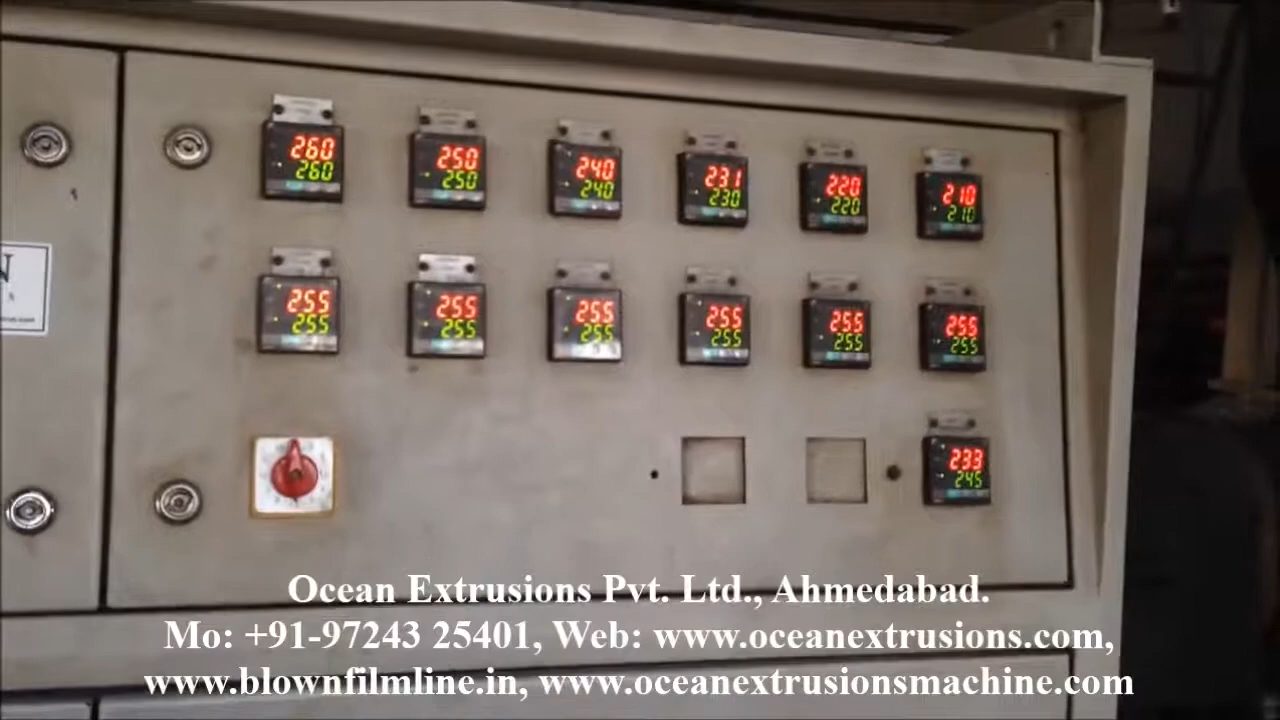 260 250 240 231 220 210
260 250 240 230 220 210
255 255 255 255 255 255
255 255 255 255 255 255
N
233
245
Ocean Extrusions Pvt. Ltd., Ahmedabad.
Mo: +91-97243 25401, Web: www.oceanextrusions.com,
www.blownfilmline.in, www.oceanextrusionsmachine.com